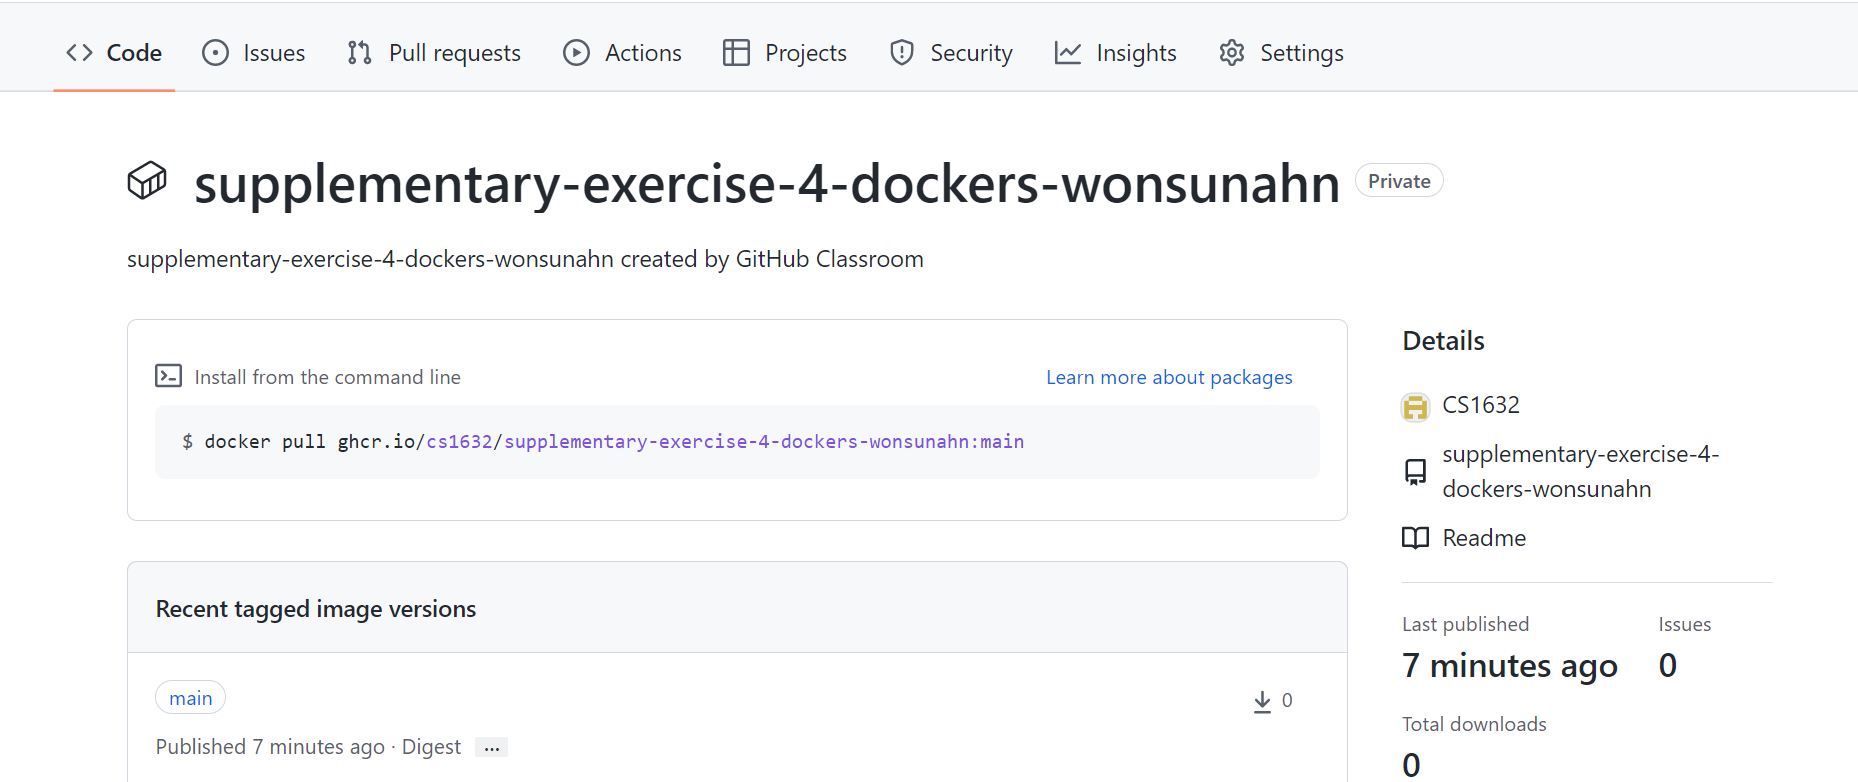 Code Issues Pull requests Actions Projects Security Insights Settings
supplementary-exercise-4-dockers-wonsunahn Private
supplementary-exercise-4-dockers-wonsunahn created by GitHub Classroom
Install from the command line Learn more about packages
$ docker pull ghcr.io/cs1632/supplementary-exercise-4-dockers-wonsunahn:main
Recent tagged image versions
main 0
Published 7 minutes ago · Digest ...
Details
CS1632
supplementary-exercise-4-
dockers-wonsunahn
Readme
Last published Issues
7 minutes ago 0
Total downloads
0